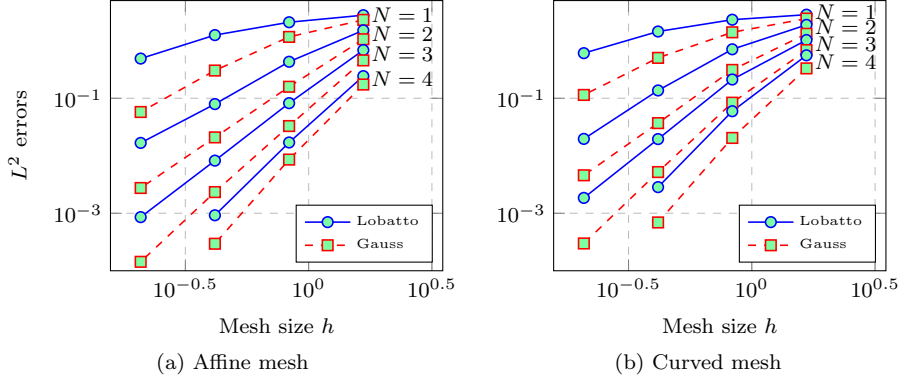 N = 1
N = 2
N = 3
N = 4
10^−1
10^−3
L^2 errors
Lobatto
Gauss
10^−0.5
10^0
10^0.5
Mesh size h
(a) Affine mesh
N = 1
N = 2
N = 3
N = 4
10^−1
10^−3
Lobatto
Gauss
10^−0.5
10^0
10^0.5
Mesh size h
(b) Curved mesh